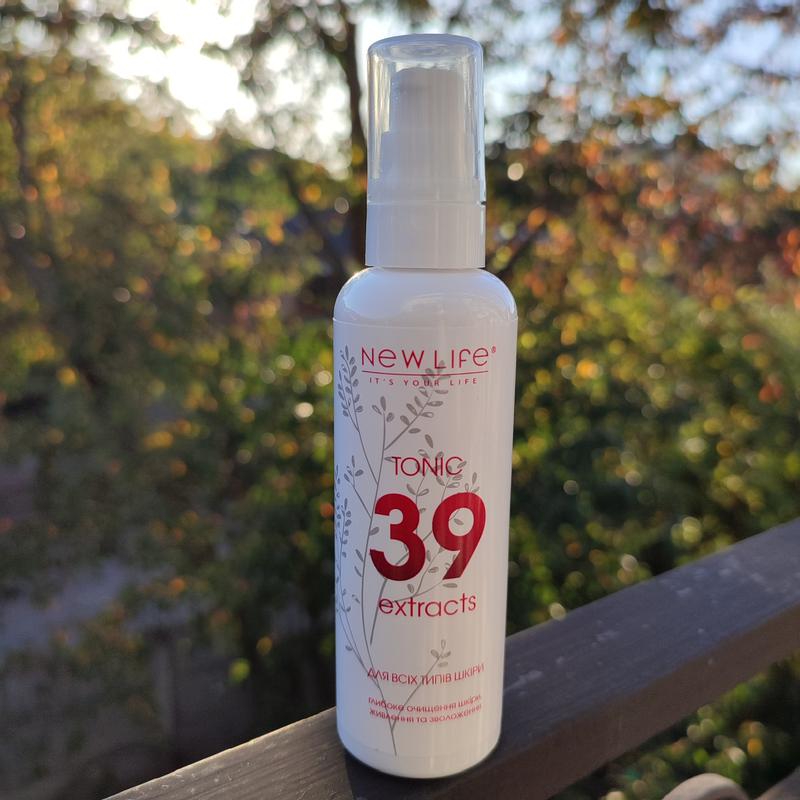 NEW LIFE®
IT'S YOUR LIFE
TONIC
39
extracts
ДЛЯ ВСІХ ТИПІВ ШКІРИ
глибоке очищення шкіри,
живлення та зволоження